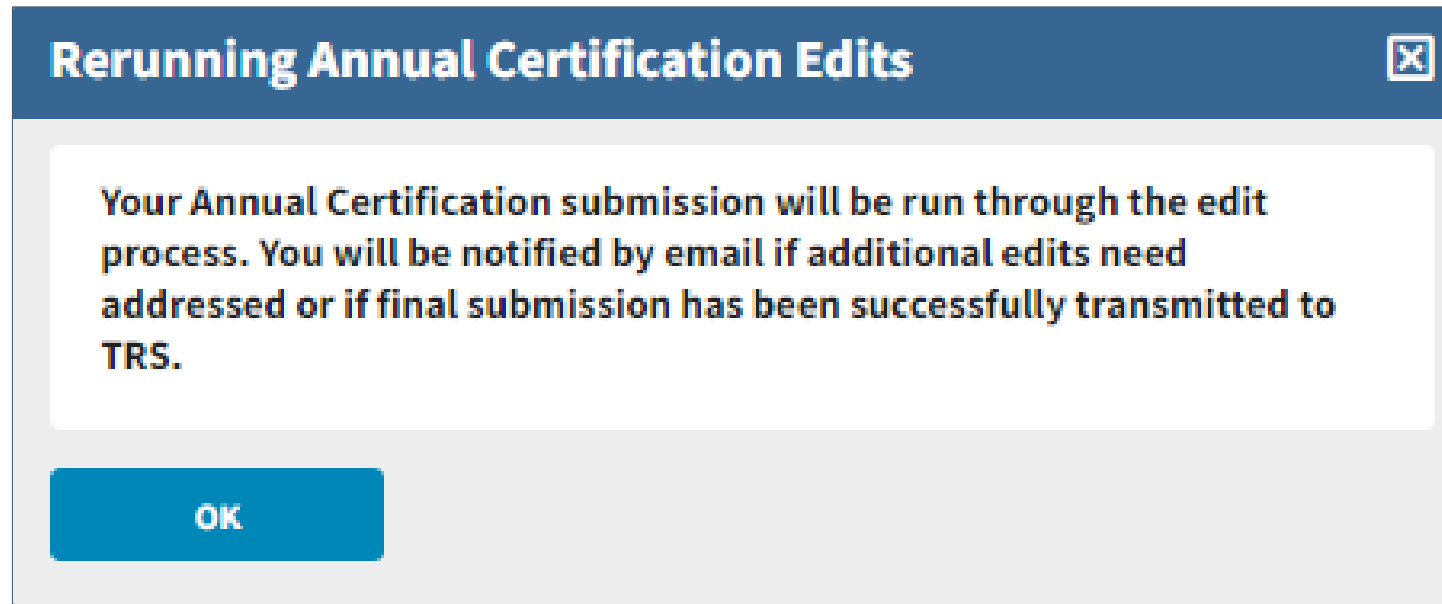 Rerunning Annual Certification Edits
Your Annual Certification submission will be run through the edit
process. You will be notified by email if additional edits need
addressed or if final submission has been successfully transmitted to
TRS.
OK